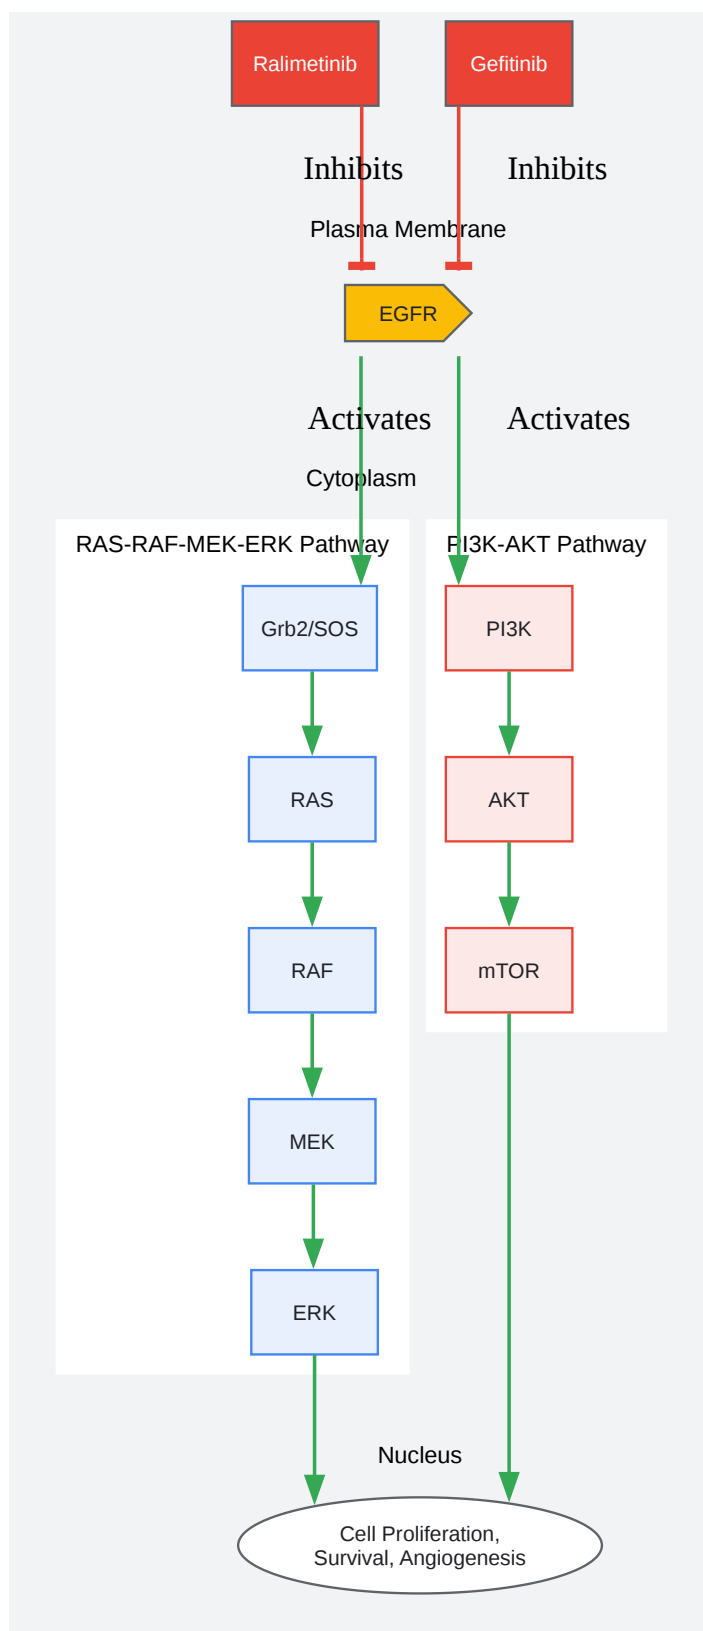 Ralimetinib
Gefitinib
Inhibits
Inhibits
Plasma Membrane
EGFR
Activates
Activates
Cytoplasm
RAS-RAF-MEK-ERK Pathway
PI3K-AKT Pathway
Grb2/SOS
PI3K
RAS
AKT
RAF
mTOR
MEK
ERK
Nucleus
Cell Proliferation,
Survival, Angiogenesis